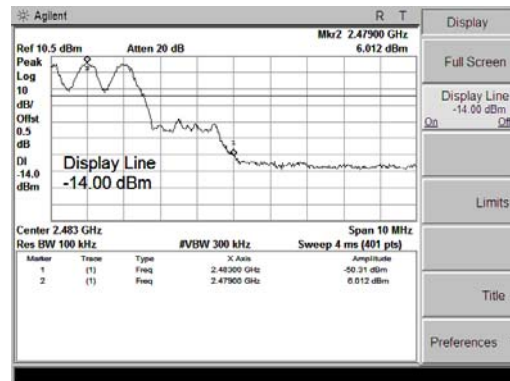 Agilent R T
Display
Mkr2 2.47900 GHz
Ref 10.5 dBm Atten 20 dB 6.012 dBm
Full Screen
Peak
Log
10
dB/
Offst
0.5
dB
DI
-14.0
dBm
Display Line
-14.00 dBm
On Off
Display Line
-14.00 dBm
Limits
Center 2.483 GHz Span 10 MHz
Res BW 100 kHz #VBW 300 kHz Sweep 4 ms (401 pts)
Marker Trace Type X Axis Amplitude
1 (1) Freq 2.48300 GHz -50.31 dBm
2 (1) Freq 2.47900 GHz 6.012 dBm
Title
Preferences